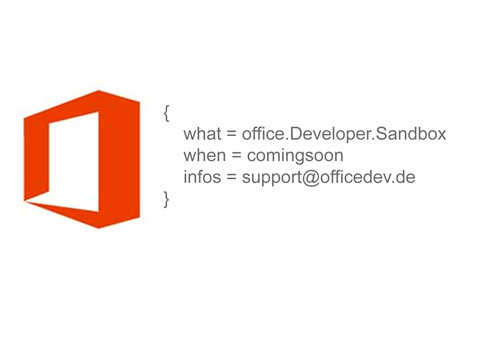 {
what = office.Developer.Sandbox
when = comingsoon
infos = support@officedev.de
}